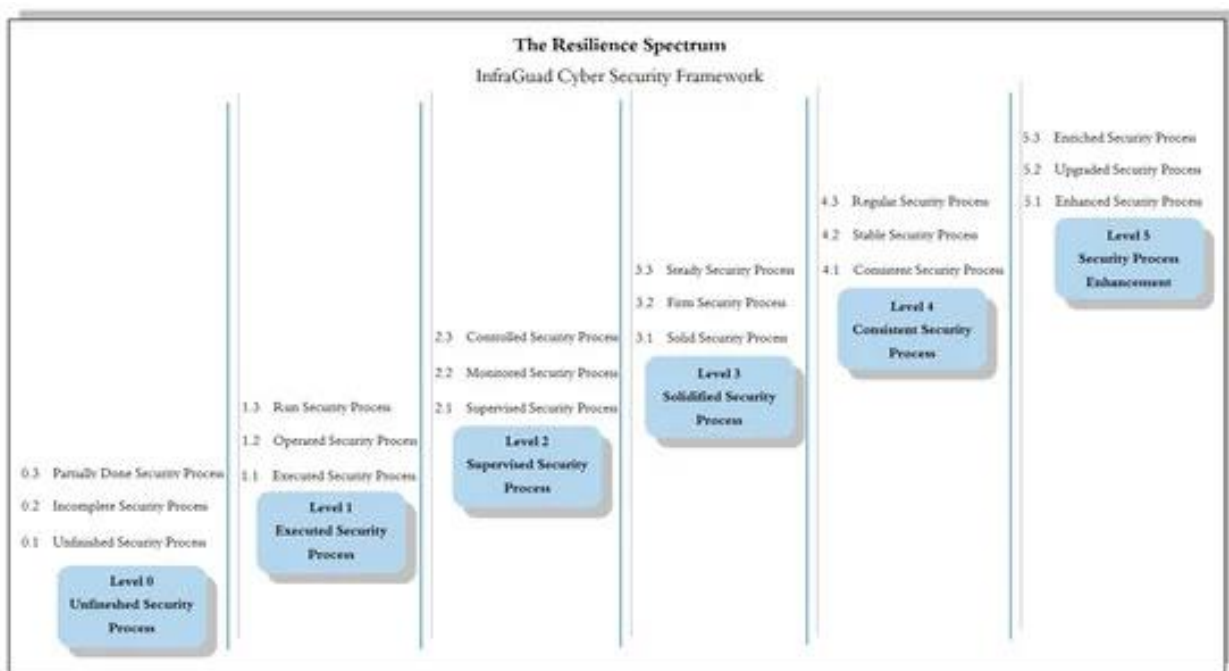 The Resilience Spectrum
InfraGuad Cyber Security Framework
0.3 Partially Done Security Process
0.2 Incomplete Security Process
0.1 Unfinished Security Process
Level 0
Unfineshed Security
Process
1.3 Run Security Process
1.2 Operated Security Process
1.1 Executed Security Process
Level 1
Executed Security
Process
2.3 Controlled Security Process
2.2 Monitored Security Process
2.1 Supervised Security Process
Level 2
Supervised Security
Process
3.3 Steady Security Process
3.2 Firm Security Process
3.1 Solid Security Process
Level 3
Solidified Security
Process
4.3 Regular Security Process
4.2 Stable Security Process
4.1 Consistent Security Process
Level 4
Consistent Security
Process
5.3 Enriched Security Process
5.2 Upgraded Security Process
5.1 Enhanced Security Process
Level 5
Security Process
Enhancement